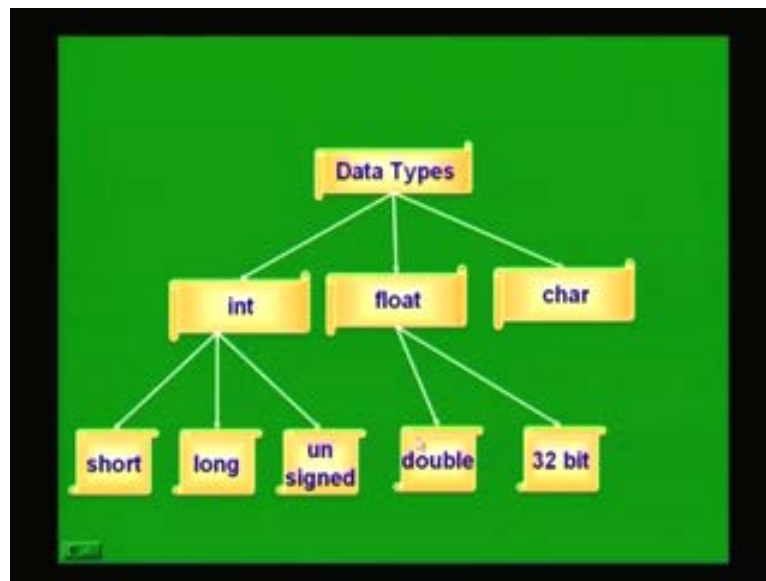 Data Types
int
float
char
short
long
un
signed
double
32 bit